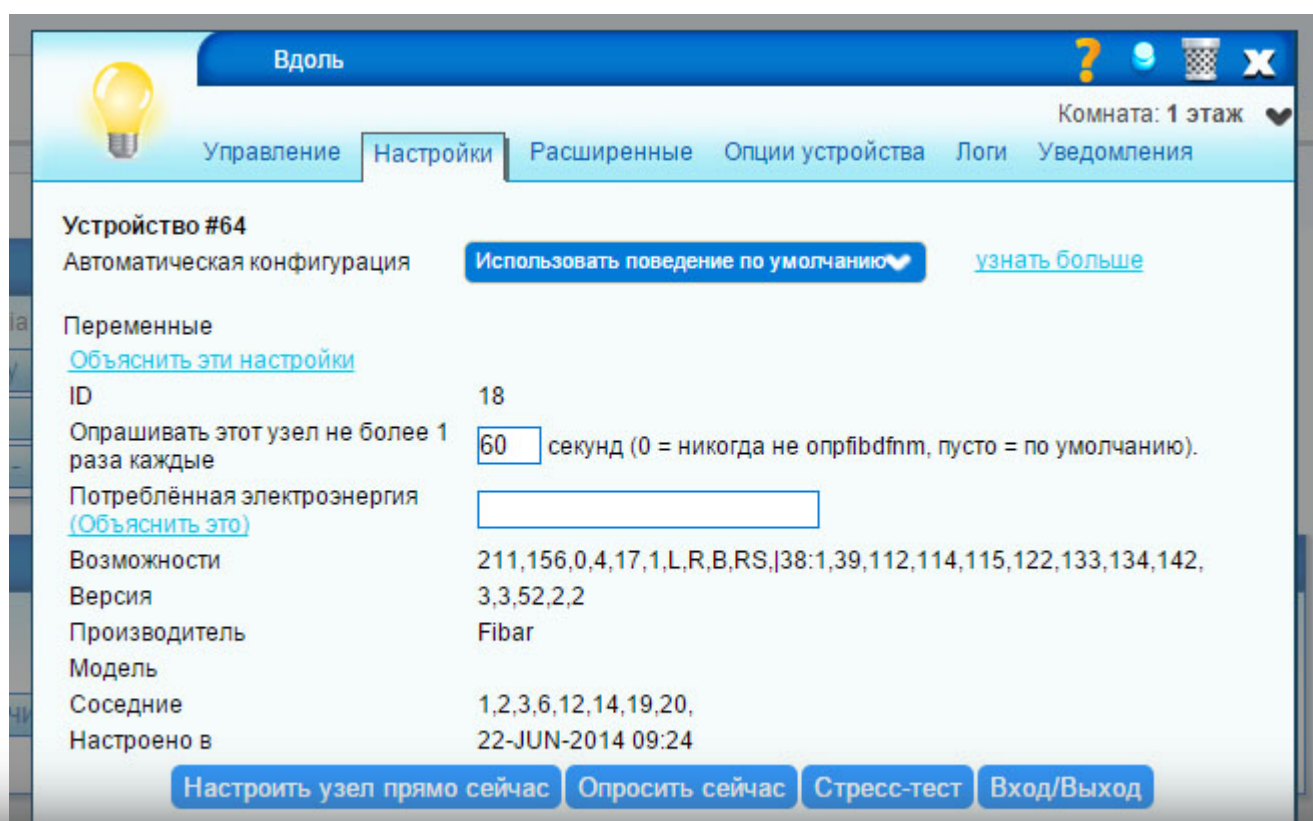 Вдоль
Комната: 1 этаж
Управление Настройки Расширенные Опции устройства Логи Уведомления
Устройство #64
Автоматическая конфигурация Использовать поведение по умолчанию узнать больше
Переменные
Объяснить эти настройки
ID 18
Опрашивать этот узел не более 1
раза каждые 60 секунд (0 = никогда не опрfibdfnm, пусто = по умолчанию).
Потреблённая электроэнергия
(Объяснить это)
Возможности 211,156,0,4,17,1,L,R,B,RS,|38:1,39,112,114,115,122,133,134,142,
Версия 3,3,52,2,2
Производитель Fibar
Модель
Соседние 1,2,3,6,12,14,19,20,
Настроено в 22-JUN-2014 09:24
Настроить узел прямо сейчас Опросить сейчас Стресс-тест Вход/Выход